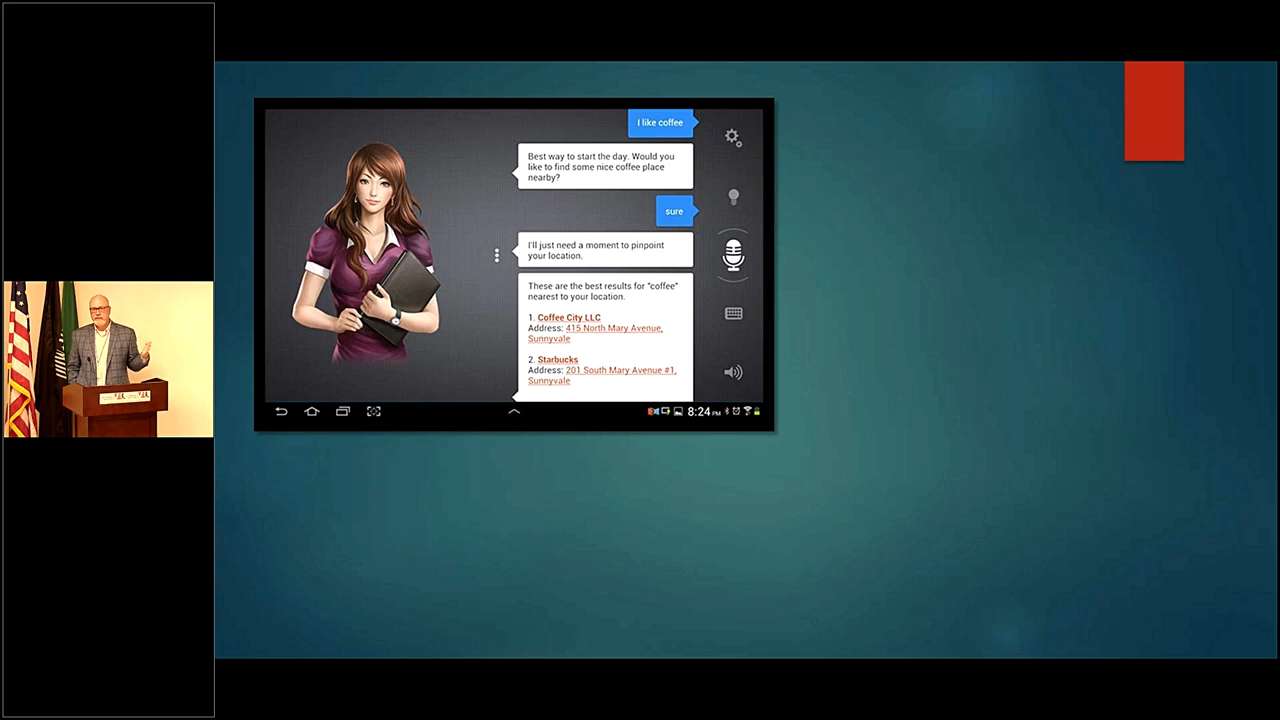 I like coffee
Best way to start the day. Would you
like to find some nice coffee place
nearby?
sure
I'll just need a moment to pinpoint
your location.
These are the best results for "coffee"
nearest to your location.
1. Coffee City LLC
Address: 415 North Mary Avenue,
Sunnyvale
2. Starbucks
Address: 201 South Mary Avenue #1,
Sunnyvale
8:24 PM